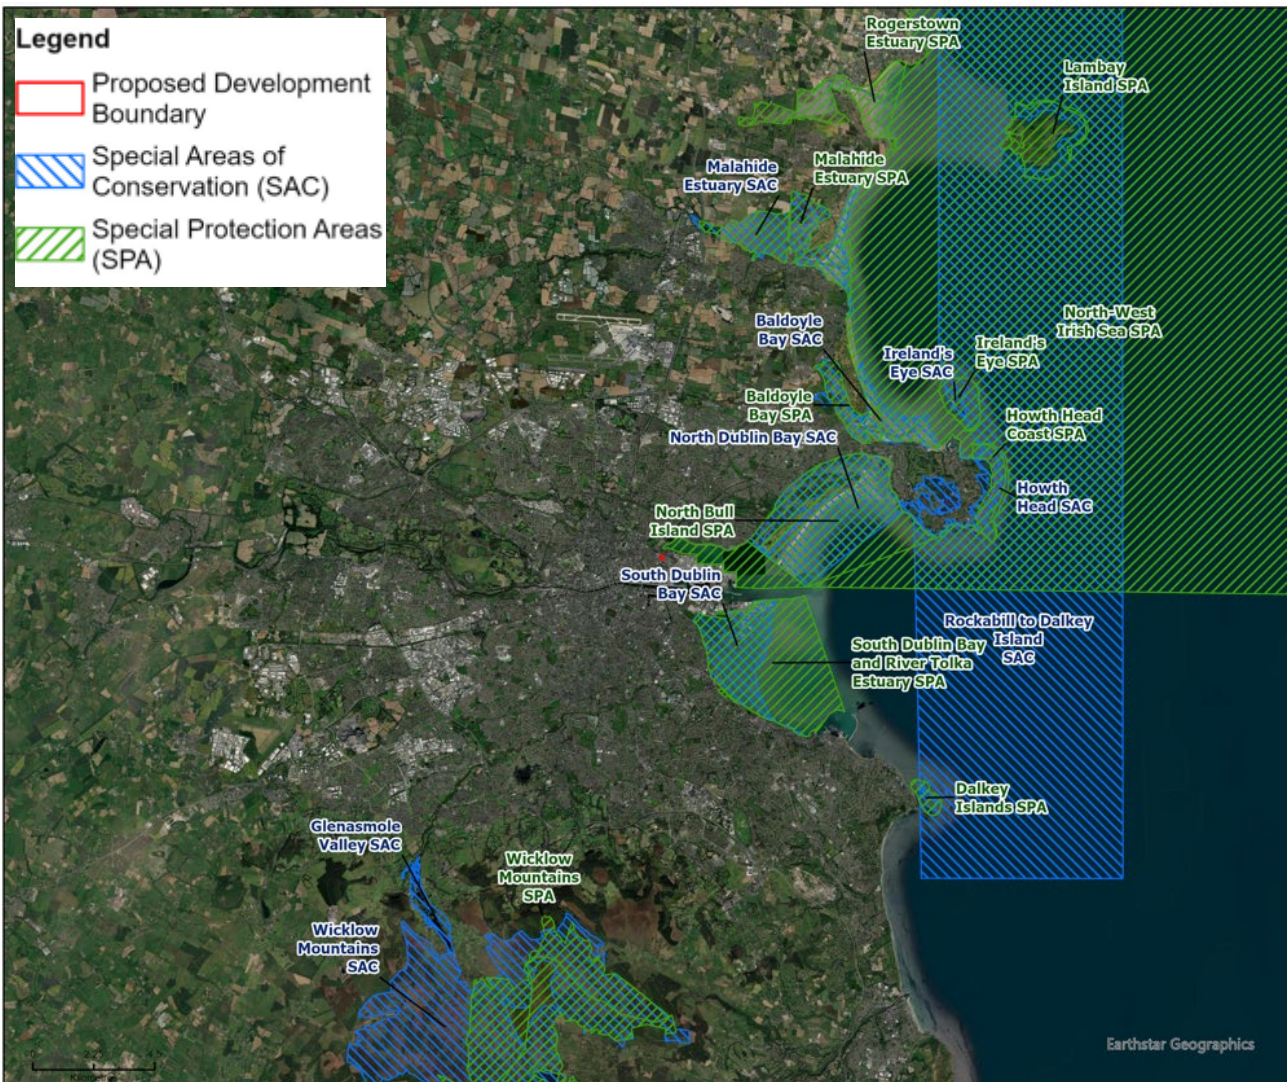 Legend
Proposed Development
Boundary
Special Areas of
Conservation (SAC)
Special Protection Areas
(SPA)
Rogerstown
Estuary SPA
Lambay
Island SPA
Malahide
Estuary SAC
Malahide
Estuary SPA
North-West
Irish Sea SPA
Baldoyle
Bay SAC
Ireland's
Eye SAC
Ireland's
Eye SPA
Baldoyle
Bay SPA
Howth Head
Coast SPA
North Dublin Bay SAC
Howth
Head SAC
North Bull
Island SPA
South Dublin
Bay SAC
Rockabill to Dalkey
Island
SAC
South Dublin Bay
and River Tolka
Estuary SPA
Dalkey
Islands SPA
Glenasmole
Valley SAC
Wicklow
Mountains
SPA
Wicklow
Mountains
SAC
Earthstar Geographics